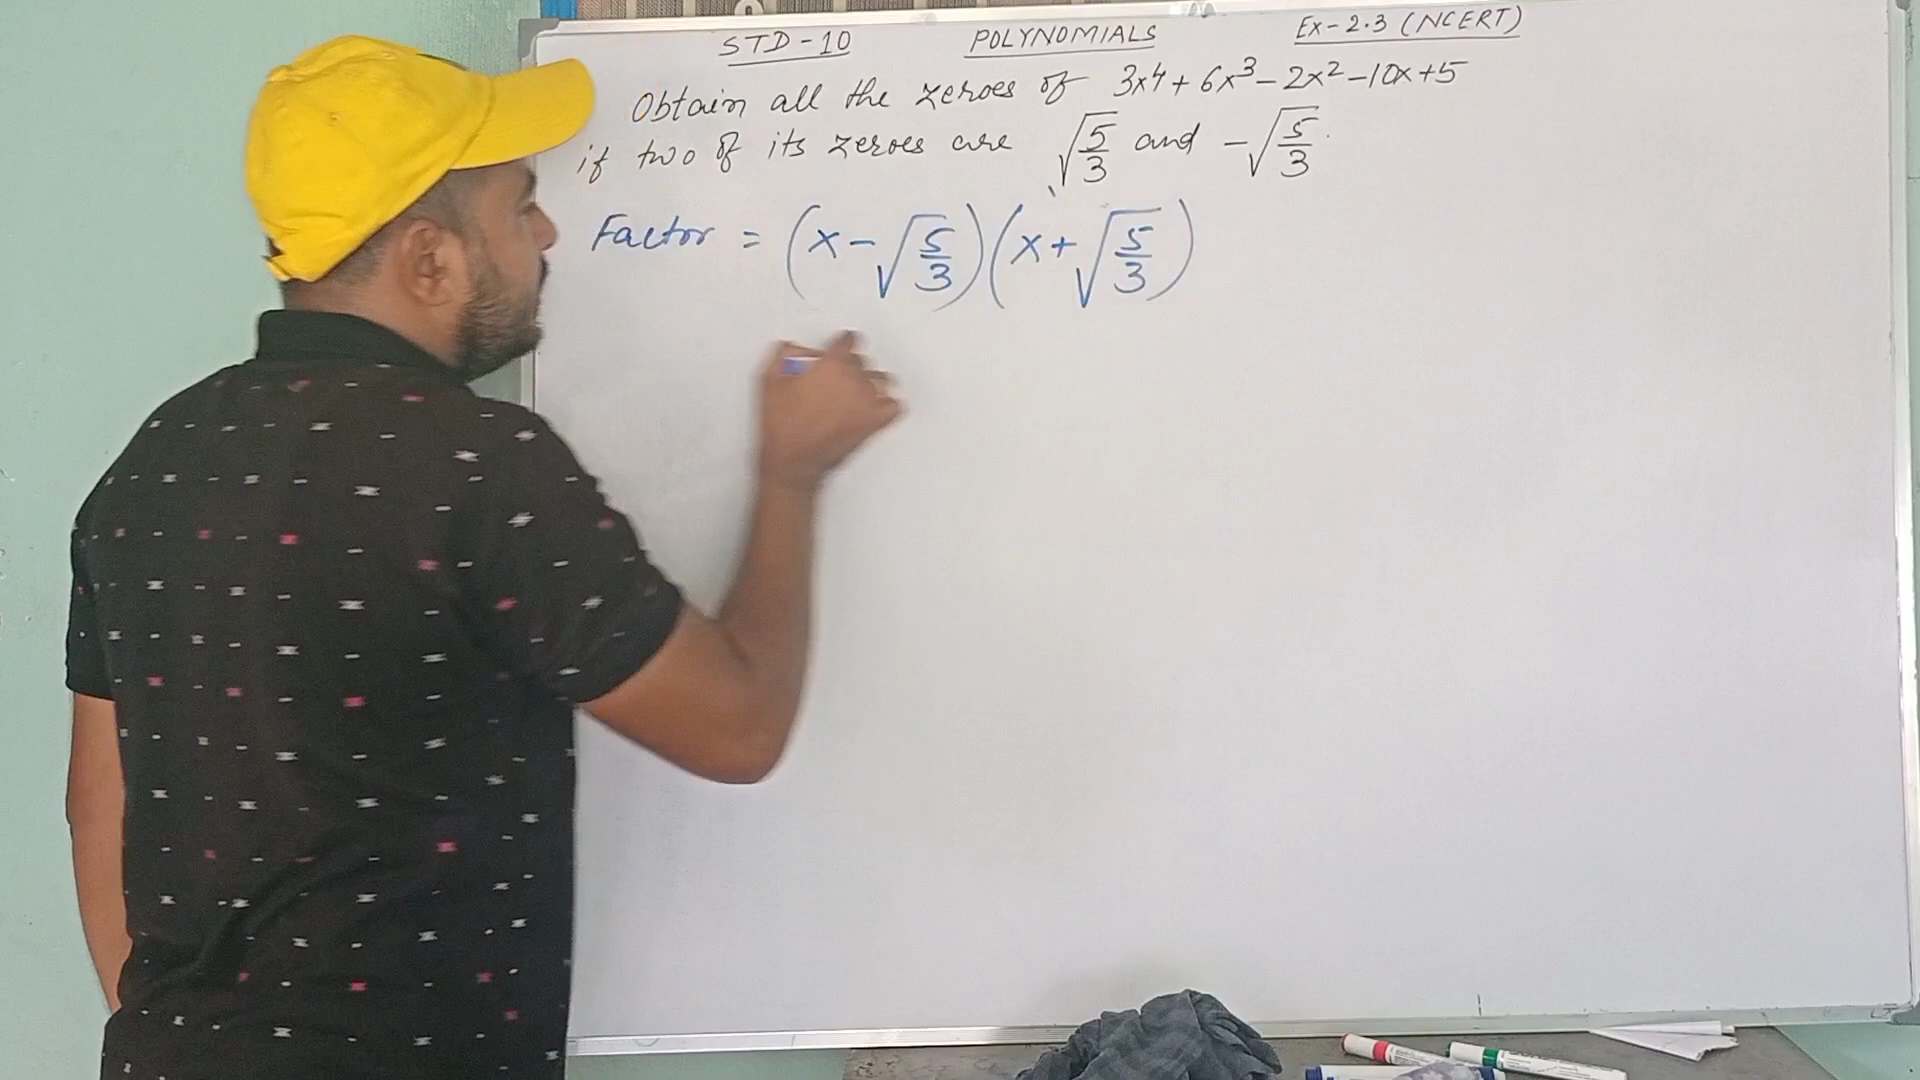 STD-10 POLYNOMIALS Ex-2.3 (NCERT)
Obtain all the zeroes of 3x⁴ + 6x³ - 2x² - 10x + 5
if two of its zeroes are √(5/3) and -√(5/3).
Factor = (x - √(5/3)) (x + √(5/3))